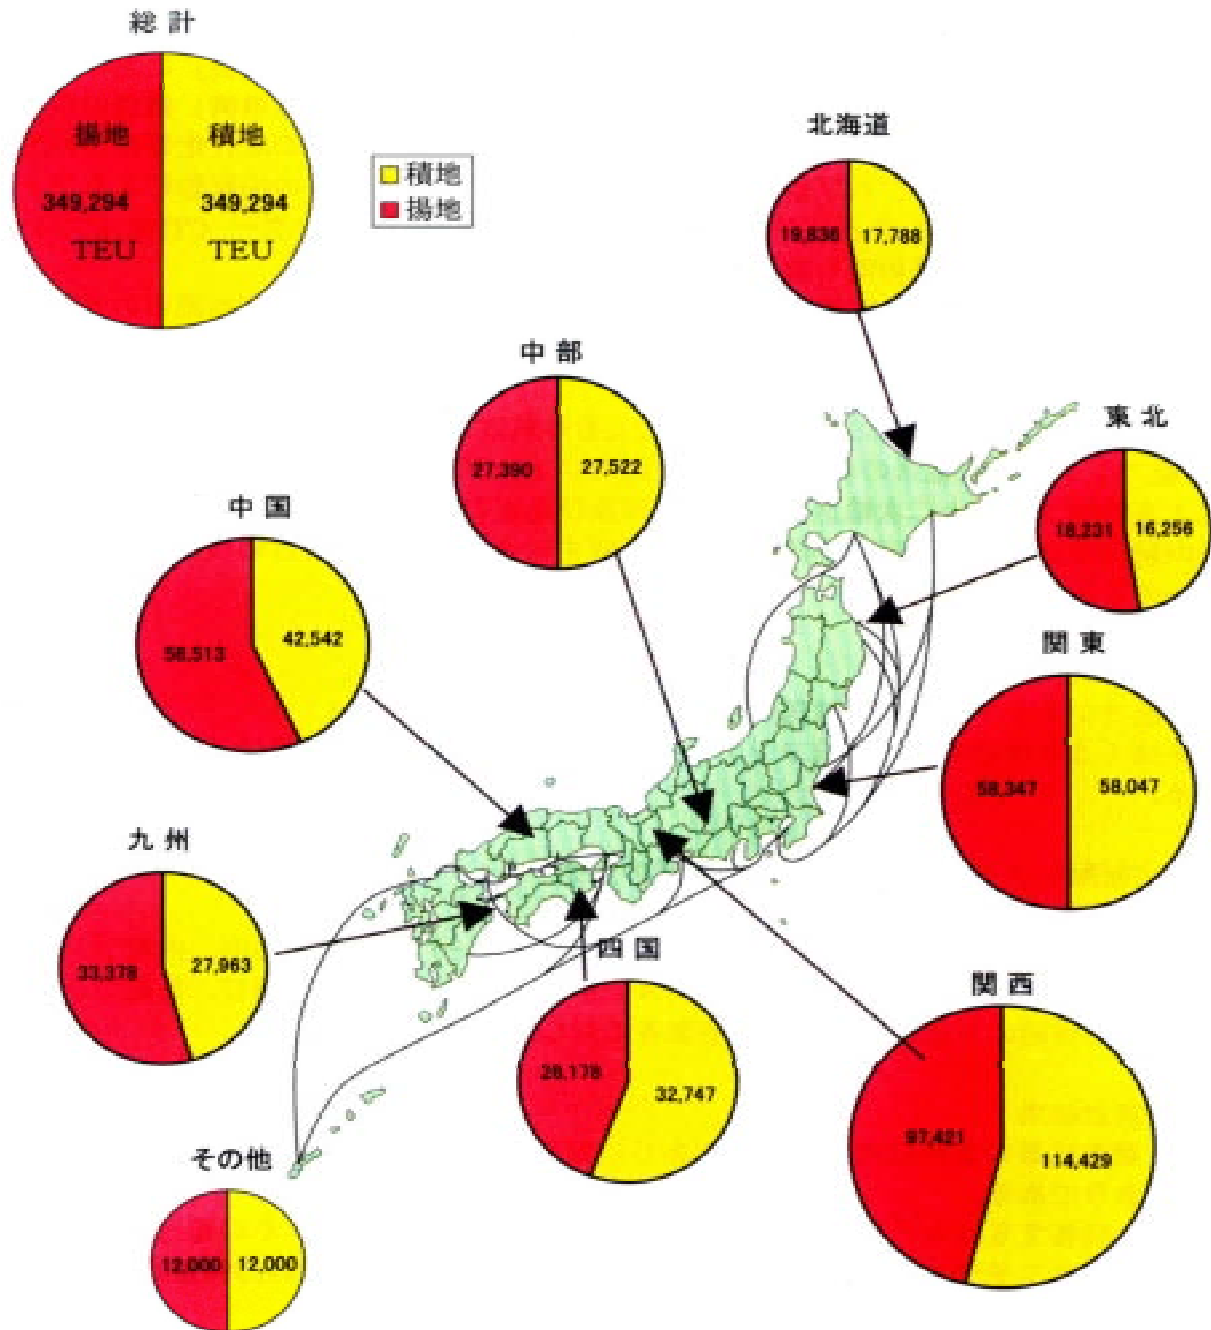 総 計
揚地 積地
349,294 349,294
TEU TEU
積地
揚地
北海道
19,836 17,788
中 部
27,390 27,522
東 北
18,231 16,256
中 国
56,513 42,542
関 東
58,347 58,047
九 州
33,378 27,963
四 国
26,178 32,747
関 西
97,421 114,429
その他
12,000 12,000